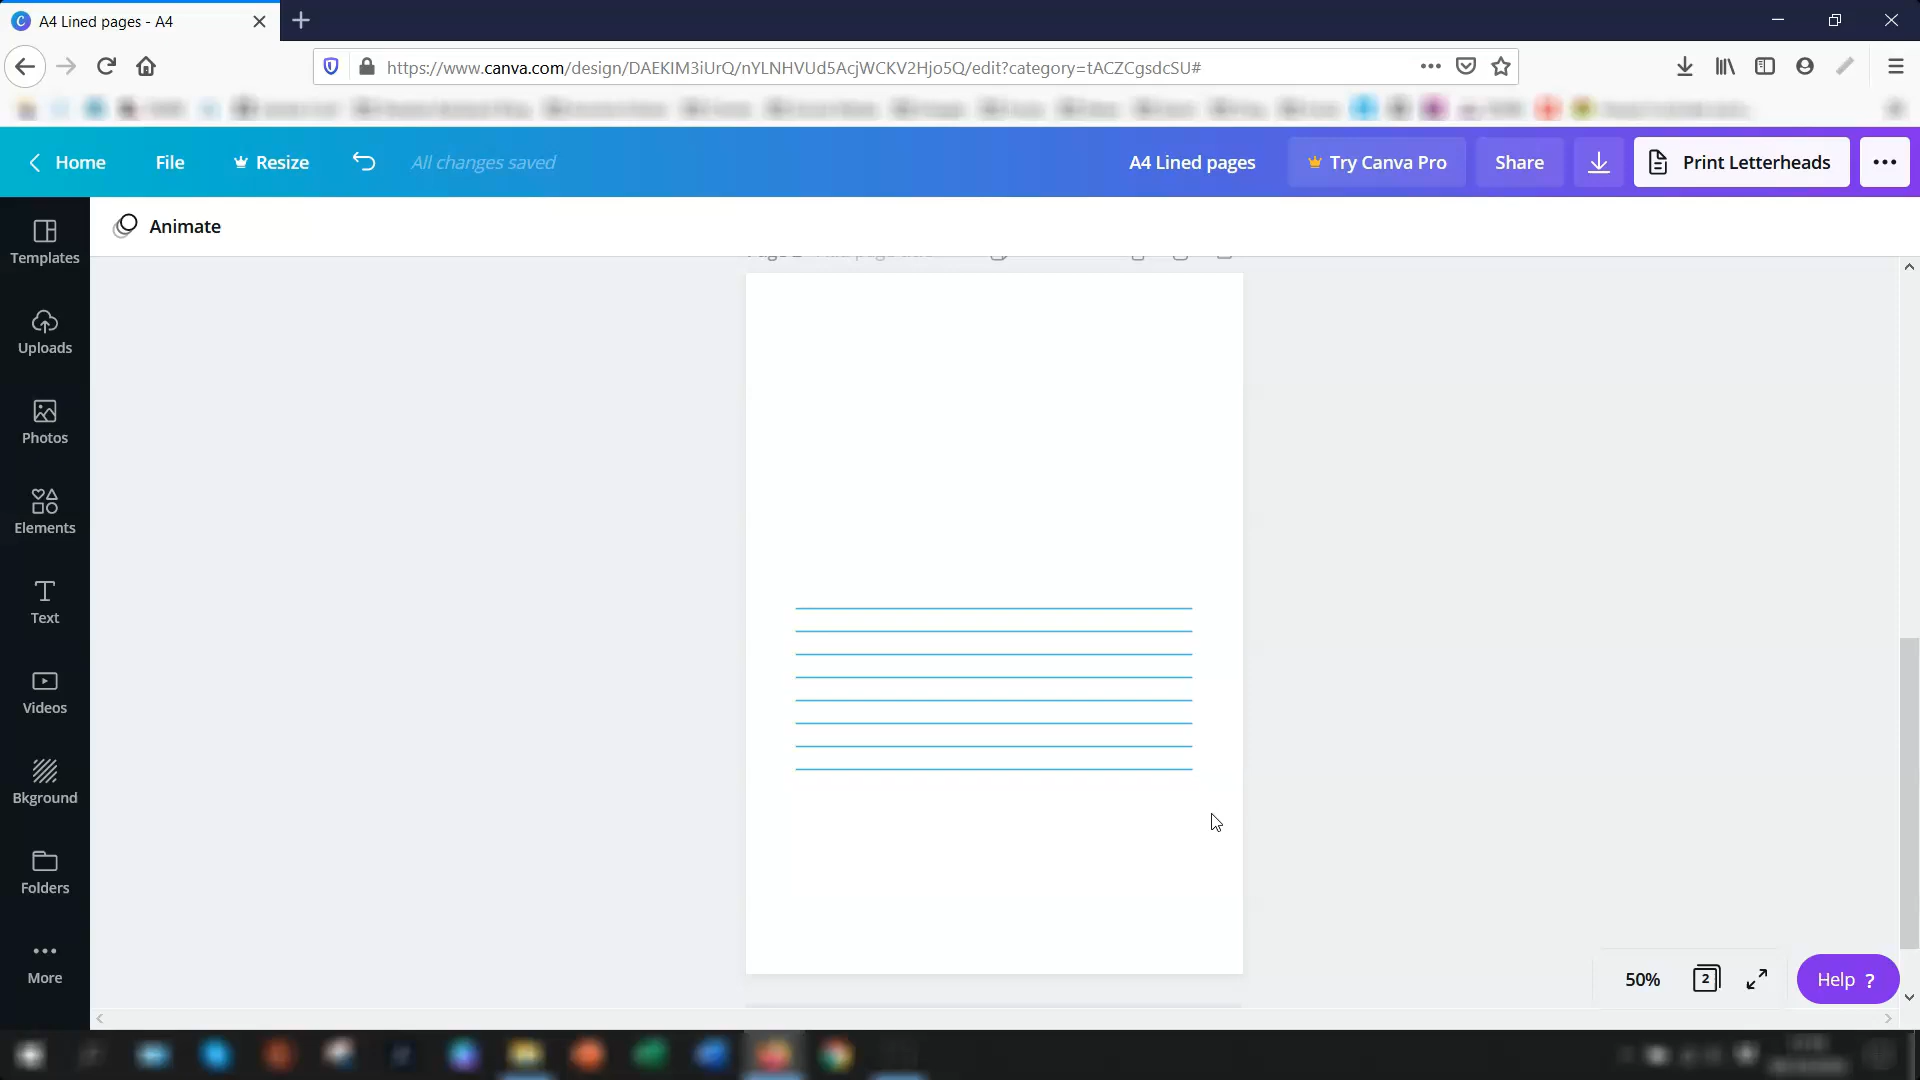 A4 Lined pages - A4
https://www.canva.com/design/DAEKIM3iUrQ/nYLNHVUd5AcjWCKV2Hjo5Q/edit?category=tACZCgsdcSU#
Home File Resize All changes saved A4 Lined pages Try Canva Pro Share Print Letterheads
Animate
Templates
Uploads
Photos
Elements
Text
Videos
Bkground
Folders
More
50% 2 Help ?